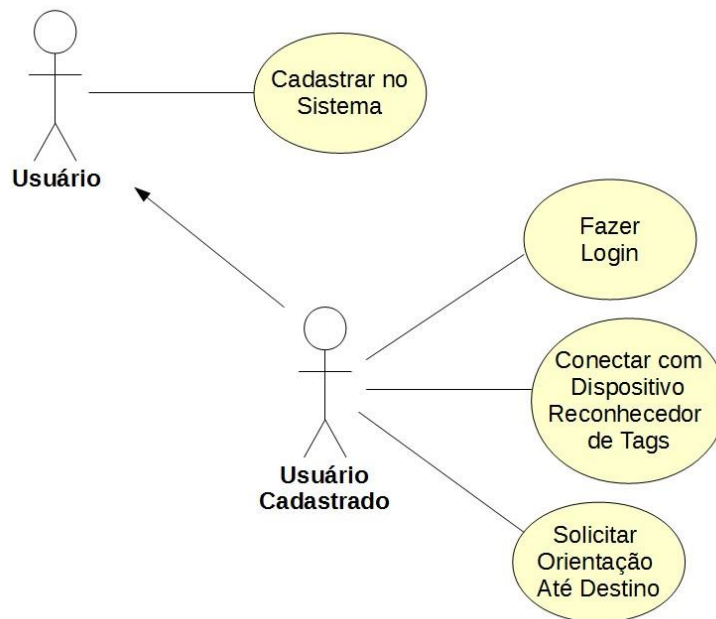 Cadastrar no
Sistema
Usuário
Fazer
Login
Conectar com
Dispositivo
Reconhecedor
de Tags
Usuário
Cadastrado
Solicitar
Orientação
Até Destino